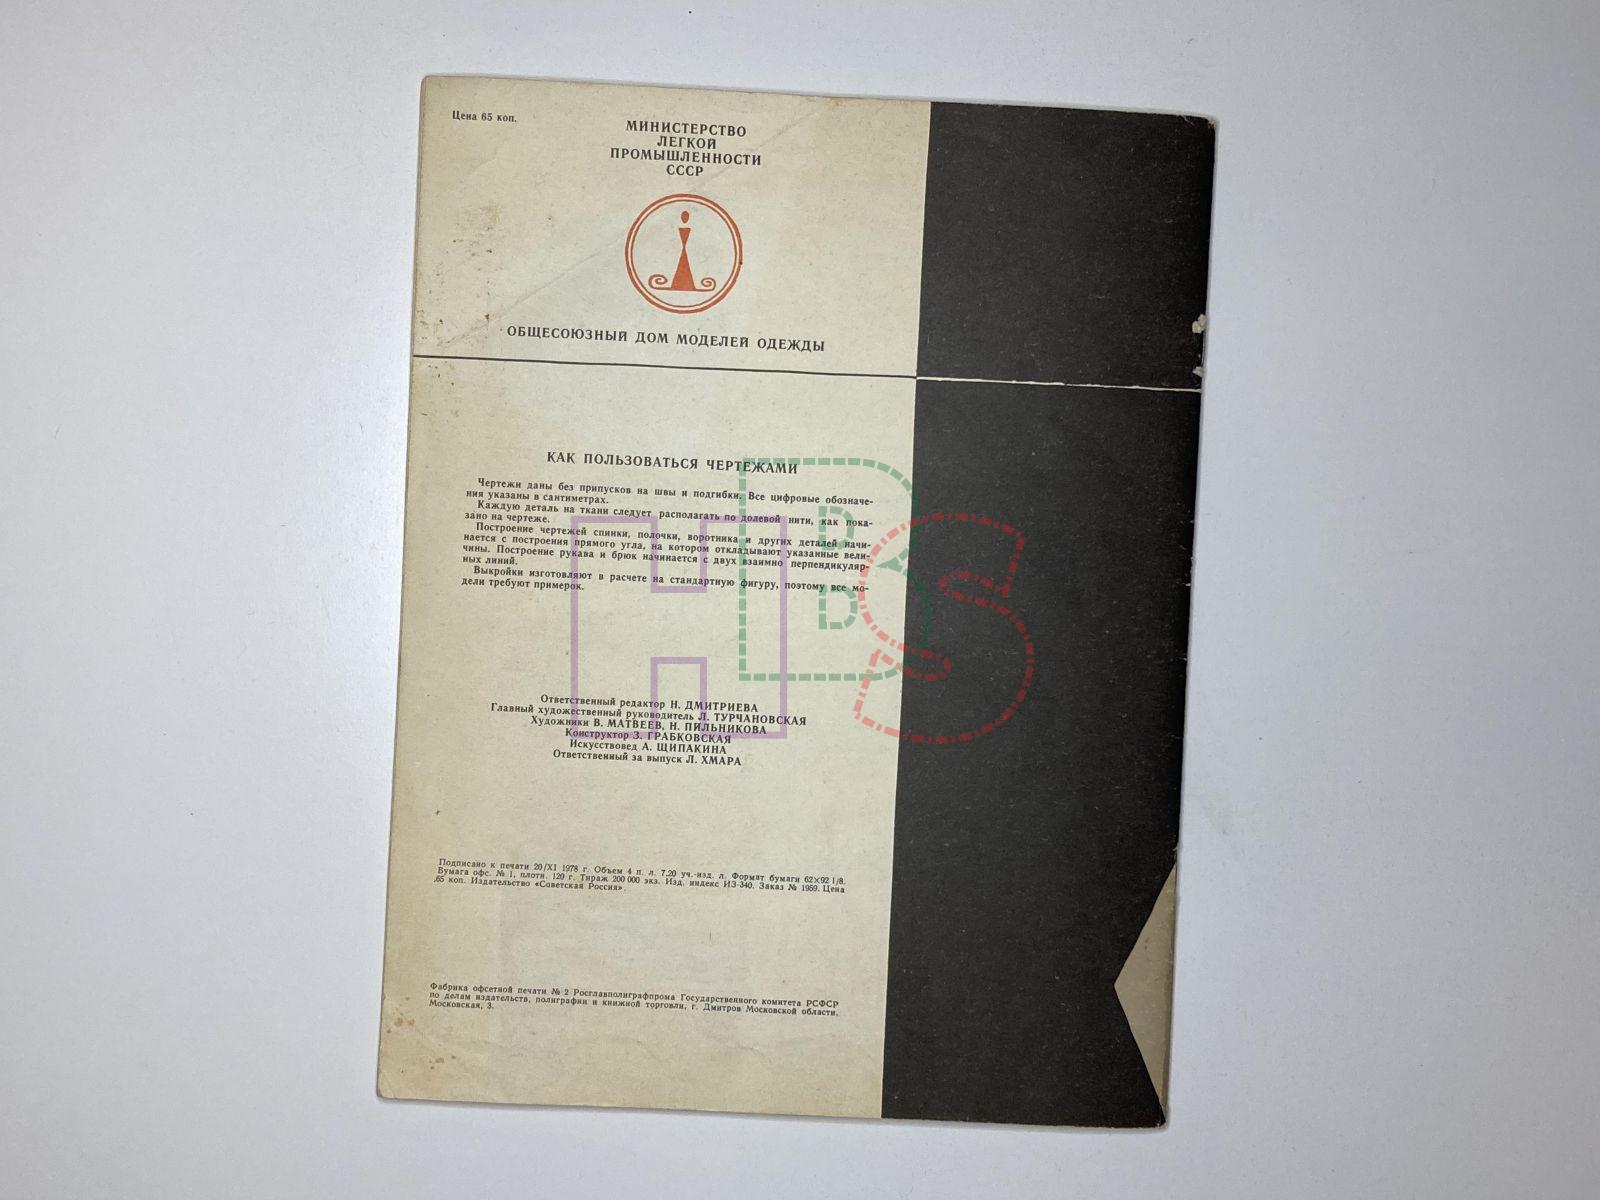 Цена 65 коп.
МИНИСТЕРСТВО
ЛЕГКОЙ
ПРОМЫШЛЕННОСТИ
СССР
ОБЩЕСОЮЗНЫЙ ДОМ МОДЕЛЕЙ ОДЕЖДЫ
КАК ПОЛЬЗОВАТЬСЯ ЧЕРТЕЖАМИ
Чертежи даны без припусков на швы и подгибки. Все цифровые обозначе-
ния указаны в сантиметрах.
Каждую деталь на ткани следует располагать по долевой нити, как пока-
зано на чертеже.
Построение чертежей спинки, полочки, воротника и других деталей начи-
нается с построения прямого угла, на котором откладывают указанные вели-
чины. Построение рукава и брюк начинается с двух взаимно перпендикуляр-
ных линий.
Выкройки изготовляют в расчете на стандартную фигуру, поэтому все мо-
дели требуют примерок.
Ответственный редактор Н. ДМИТРИЕВА
Главный художественный руководитель Л. ТУРЧАНОВСКАЯ
Художники В. МАТВЕЕВ, Н. ПИЛЬНИКОВА
Конструктор З. ГРАБКОВСКАЯ
Искусствовед А. ЩИПАКИНА
Ответственный за выпуск Л. ХМАРА
Подписано к печати 20/XI 1978 г. Объем 4 п. л. 7,20 уч.-изд. л. Формат бумаги 62×92 1/8.
Бумага офс. № 1, плотн. 120 г. Тираж 200 000 экз. Изд. индекс ИЗ-340. Заказ № 1959. Цена
65 коп. Издательство «Советская Россия».
Фабрика офсетной печати № 2 Росглавполиграфпрома Государственного комитета РСФСР
по делам издательств, полиграфии и книжной торговли, г. Дмитров Московской области,
Московская, 3.
HBS